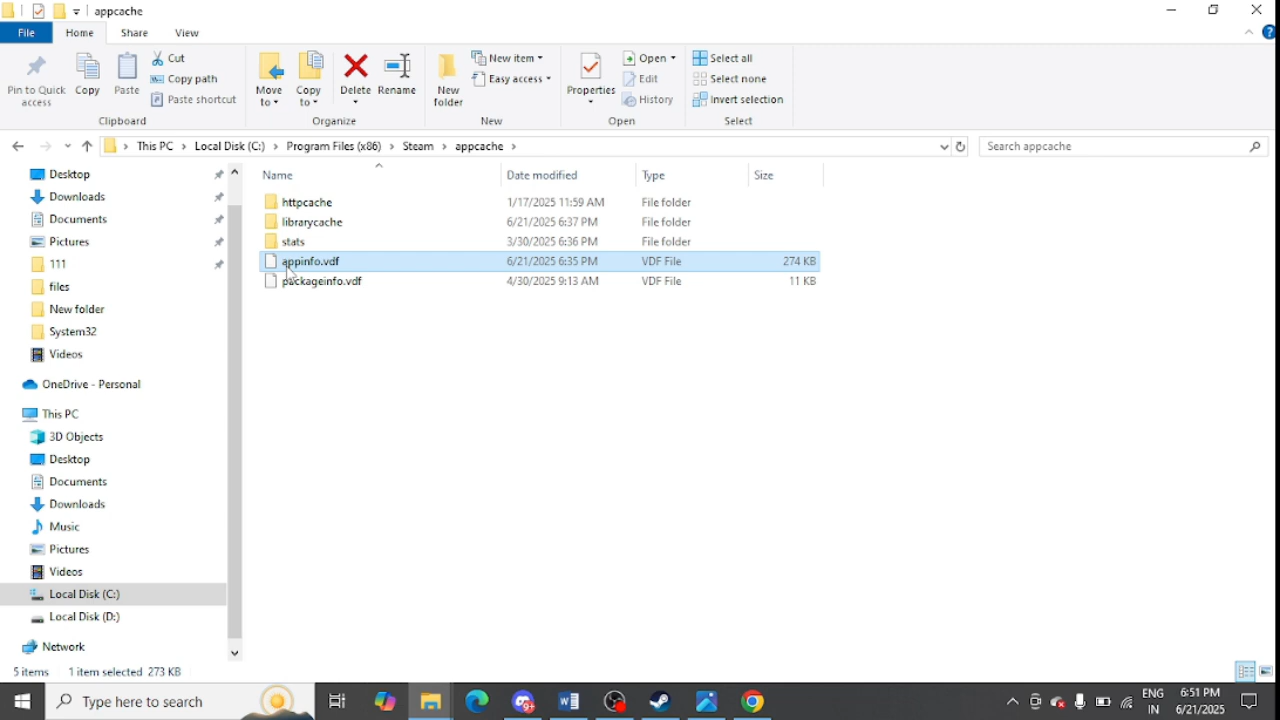 appcache
File Home Share View
Pin to Quick access
Copy
Paste
Cut
Copy path
Paste shortcut
Clipboard
Move to
Copy to
Delete
Rename
Organize
New folder
New item
Easy access
New
Properties
Open
Edit
History
Open
Select all
Select none
Invert selection
Select
This PC Local Disk (C:) Program Files (x86) Steam appcache
Search appcache
Name Date modified Type Size
httpcache 1/17/2025 11:59 AM File folder
librarycache 6/21/2025 6:37 PM File folder
stats 3/30/2025 6:36 PM File folder
appinfo.vdf 6/21/2025 6:35 PM VDF File 274 KB
packageinfo.vdf 4/30/2025 9:13 AM VDF File 11 KB
Desktop
Downloads
Documents
Pictures
111
files
New folder
System32
Videos
OneDrive - Personal
This PC
3D Objects
Desktop
Documents
Downloads
Music
Pictures
Videos
Local Disk (C:)
Local Disk (D:)
Network
5 items 1 item selected 273 KB
Type here to search
9+
ENG
IN
6:51 PM
6/21/2025